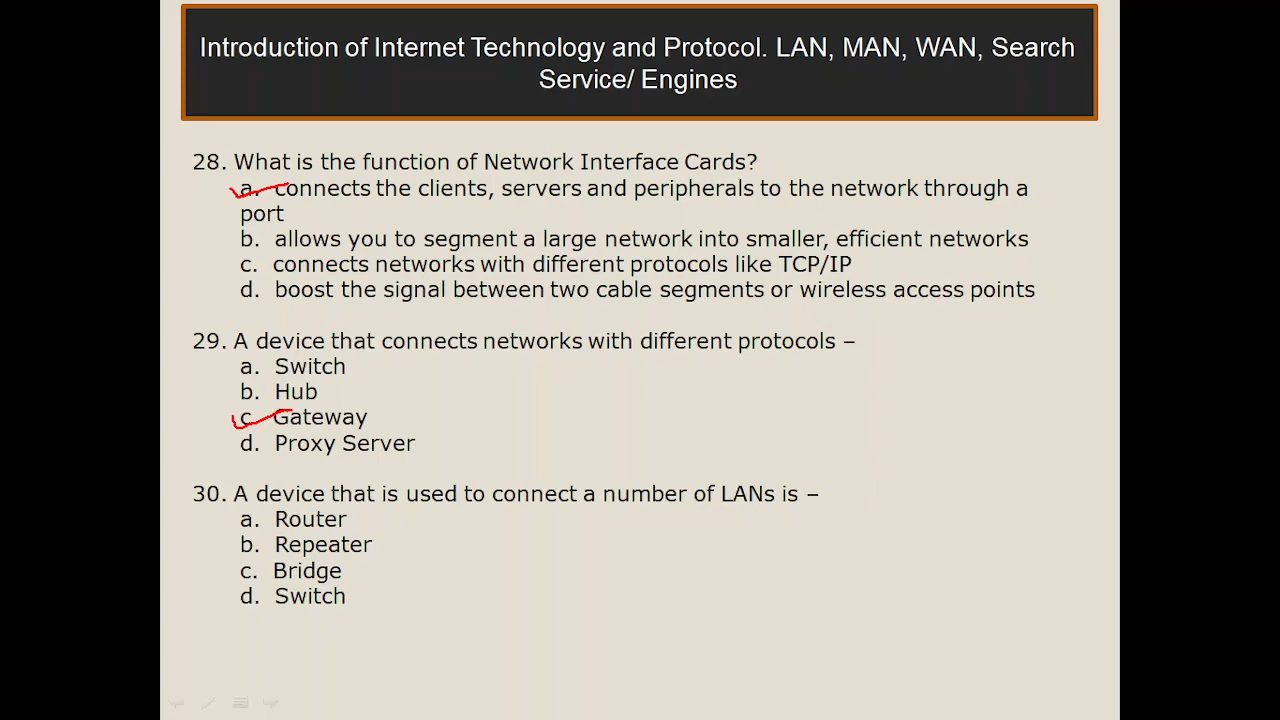 Introduction of Internet Technology and Protocol. LAN, MAN, WAN, Search
Service/ Engines
28. What is the function of Network Interface Cards?
a. connects the clients, servers and peripherals to the network through a
port
b. allows you to segment a large network into smaller, efficient networks
c. connects networks with different protocols like TCP/IP
d. boost the signal between two cable segments or wireless access points
29. A device that connects networks with different protocols –
a. Switch
b. Hub
c. Gateway
d. Proxy Server
30. A device that is used to connect a number of LANs is –
a. Router
b. Repeater
c. Bridge
d. Switch